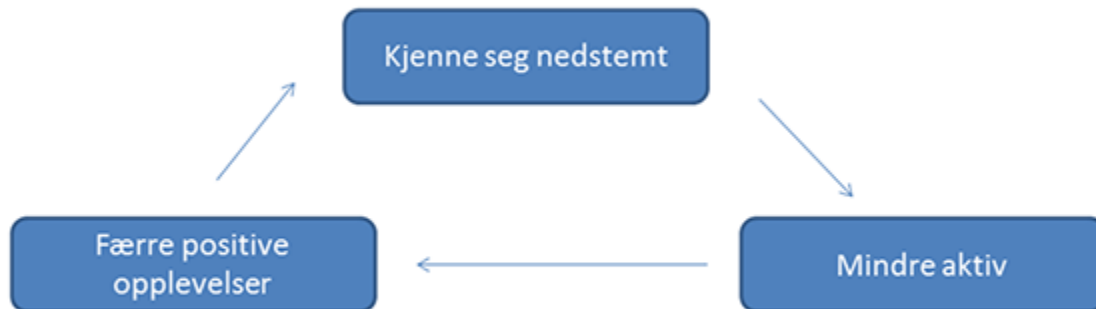 Kjenne seg nedstemt
Mindre aktiv
Færre positive
opplevelser